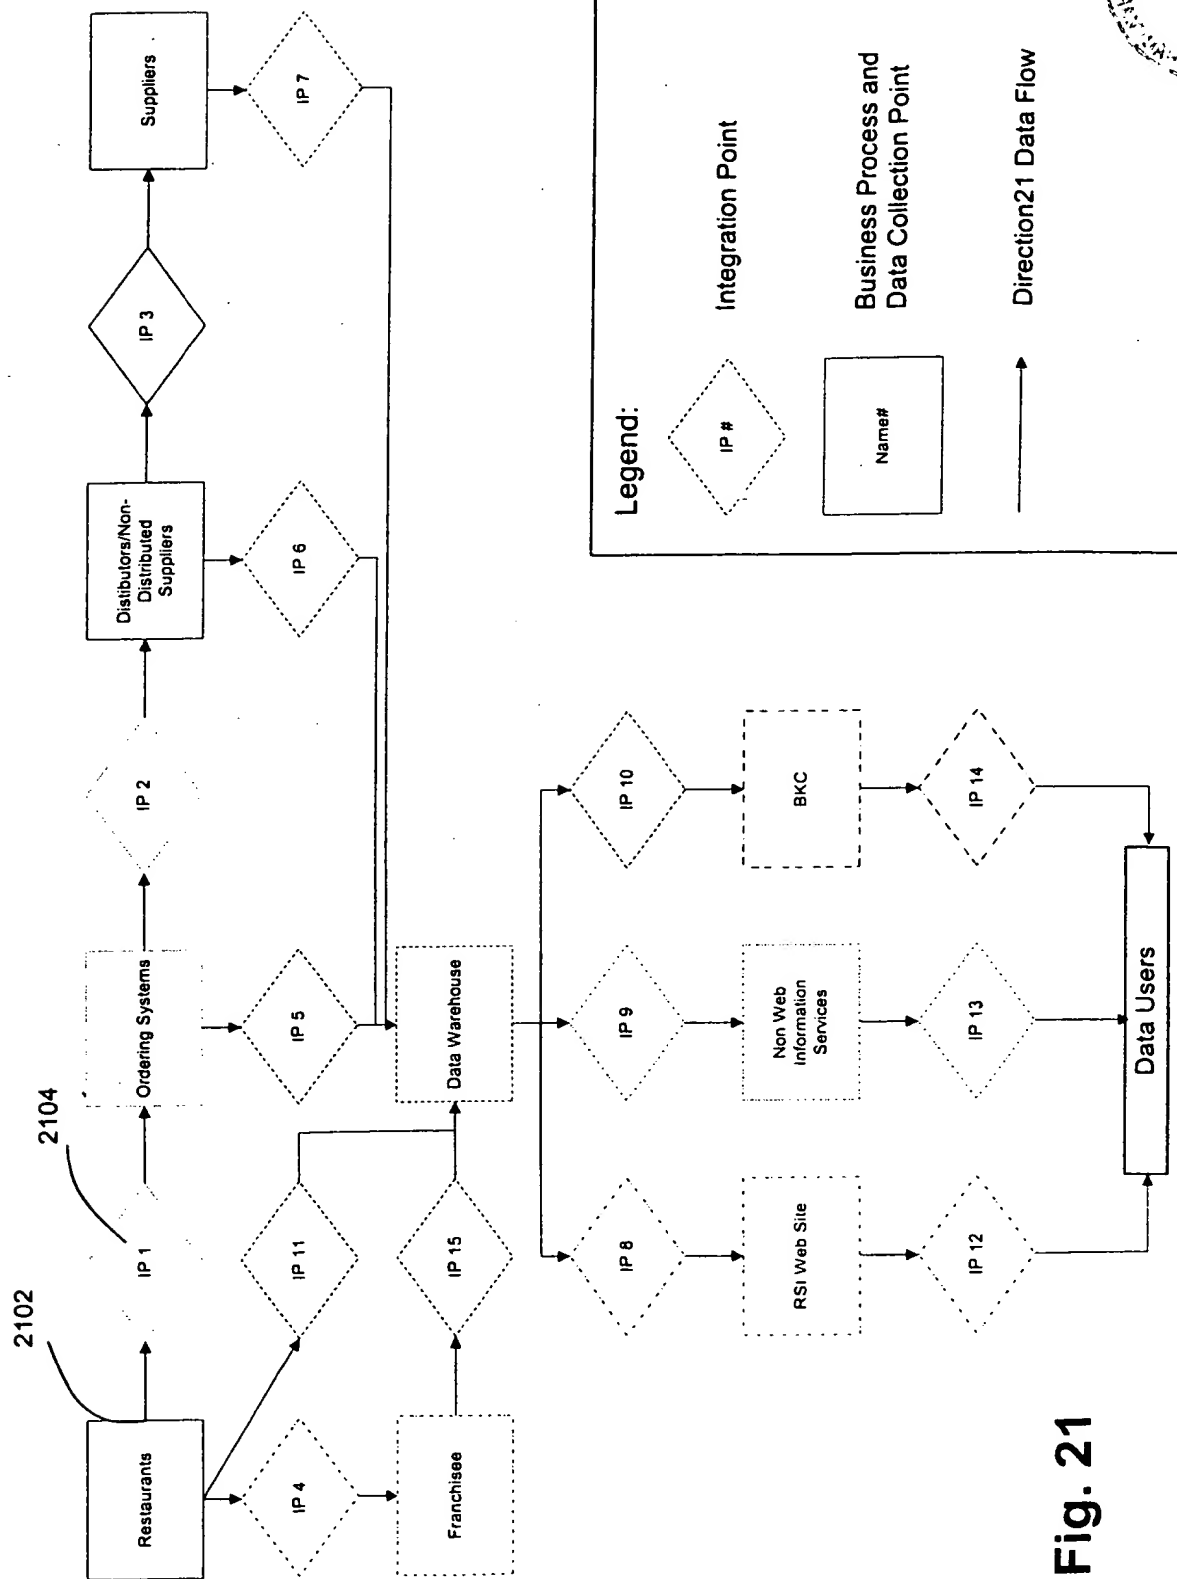 2102
2104
Restaurants
IP 1
Ordering Systems
IP 2
Distibutors/Non-
Distributed
Suppliers
IP 3
Suppliers
IP 4
IP 11
IP 5
IP 6
IP 7
Franchisee
IP 15
Data Warehouse
IP 8
IP 9
IP 10
RSI Web Site
Non Web
Information
Services
BKC
IP 12
IP 13
IP 14
Data Users
Legend:
IP #
Integration Point
Name#
Business Process and
Data Collection Point
Direction21 Data Flow
Fig. 21